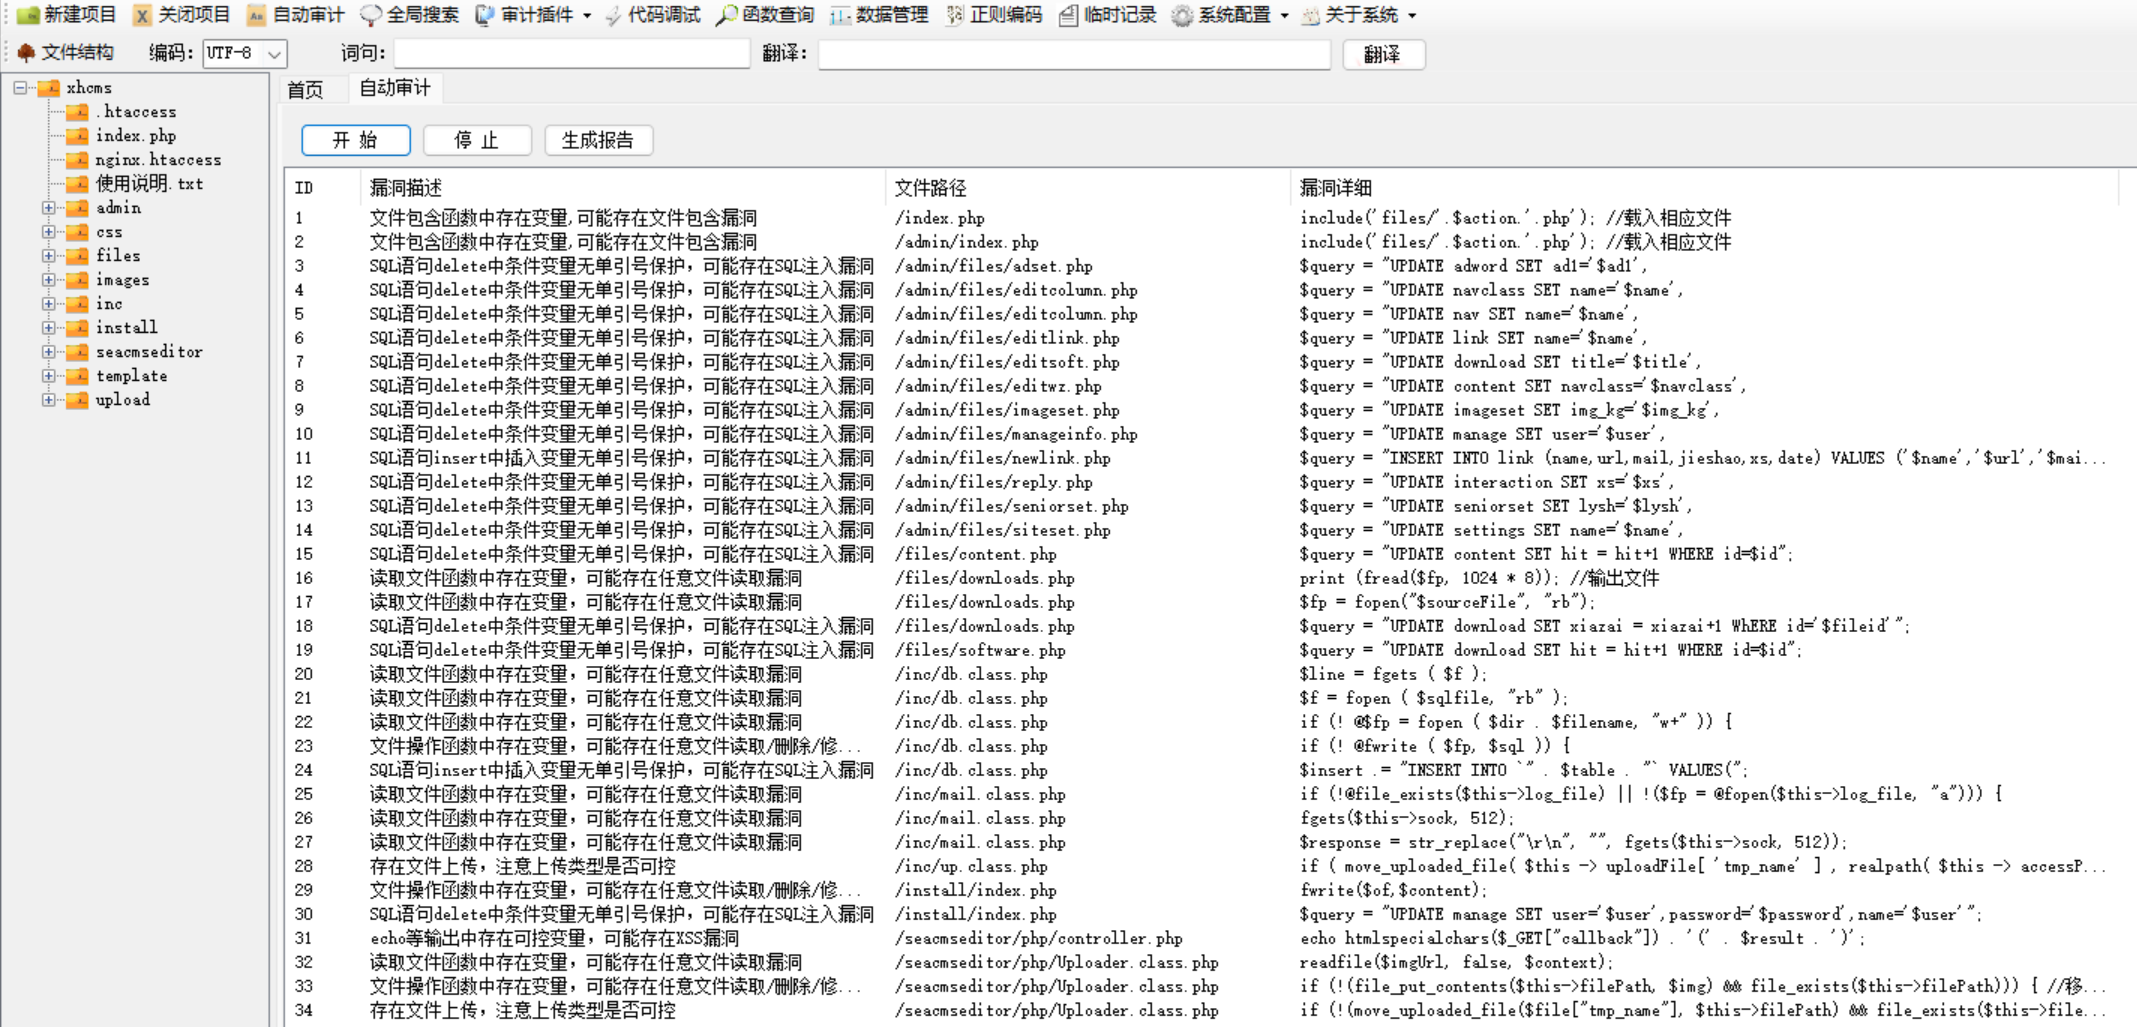 新建项目 关闭项目 自动审计 全局搜索 审计插件 代码调试 函数查询 数据管理 正则编码 临时记录 系统配置 关于系统
文件结构 编码: UTF-8 词句: 翻译: 翻译
xhcms
.htaccess
index.php
nginx.htaccess
使用说明.txt
admin
css
files
images
inc
install
seacmseditor
template
upload
首页 自动审计
开 始 停 止 生成报告
ID 漏洞描述 文件路径 漏洞详细
1 文件包含函数中存在变量,可能存在文件包含漏洞 /index.php include('files/'.$action.'.php'); //载入相应文件
2 文件包含函数中存在变量,可能存在文件包含漏洞 /admin/index.php include('files/'.$action.'.php'); //载入相应文件
3 SQL语句delete中条件变量无单引号保护，可能存在SQL注入漏洞 /admin/files/adset.php $query = "UPDATE adword SET ad1='$ad1',
4 SQL语句delete中条件变量无单引号保护，可能存在SQL注入漏洞 /admin/files/editcolumn.php $query = "UPDATE navclass SET name='$name',
5 SQL语句delete中条件变量无单引号保护，可能存在SQL注入漏洞 /admin/files/editcolumn.php $query = "UPDATE nav SET name='$name',
6 SQL语句delete中条件变量无单引号保护，可能存在SQL注入漏洞 /admin/files/editlink.php $query = "UPDATE link SET name='$name',
7 SQL语句delete中条件变量无单引号保护，可能存在SQL注入漏洞 /admin/files/editsoft.php $query = "UPDATE download SET title='$title',
8 SQL语句delete中条件变量无单引号保护，可能存在SQL注入漏洞 /admin/files/editwz.php $query = "UPDATE content SET navclass='$navclass',
9 SQL语句delete中条件变量无单引号保护，可能存在SQL注入漏洞 /admin/files/imageset.php $query = "UPDATE imageset SET img_kg='$img_kg',
10 SQL语句delete中条件变量无单引号保护，可能存在SQL注入漏洞 /admin/files/manageinfo.php $query = "UPDATE manage SET user='$user',
11 SQL语句insert中插入变量无单引号保护，可能存在SQL注入漏洞 /admin/files/newlink.php $query = "INSERT INTO link (name,url,mail,jieshao,xs,date) VALUES ('$name','$url','$mai...
12 SQL语句delete中条件变量无单引号保护，可能存在SQL注入漏洞 /admin/files/reply.php $query = "UPDATE interaction SET xs='$xs',
13 SQL语句delete中条件变量无单引号保护，可能存在SQL注入漏洞 /admin/files/seniorset.php $query = "UPDATE seniorset SET lysh='$lysh',
14 SQL语句delete中条件变量无单引号保护，可能存在SQL注入漏洞 /admin/files/siteset.php $query = "UPDATE settings SET name='$name',
15 SQL语句delete中条件变量无单引号保护，可能存在SQL注入漏洞 /files/content.php $query = "UPDATE content SET hit = hit+1 WHERE id=$id";
16 读取文件函数中存在变量，可能存在任意文件读取漏洞 /files/downloads.php print (fread($fp, 1024 * 8)); //输出文件
17 读取文件函数中存在变量，可能存在任意文件读取漏洞 /files/downloads.php $fp = fopen("$sourceFile", "rb");
18 SQL语句delete中条件变量无单引号保护，可能存在SQL注入漏洞 /files/downloads.php $query = "UPDATE download SET xiazai = xiazai+1 WhERE id='$fileid'";
19 SQL语句delete中条件变量无单引号保护，可能存在SQL注入漏洞 /files/software.php $query = "UPDATE download SET hit = hit+1 WHERE id=$id";
20 读取文件函数中存在变量，可能存在任意文件读取漏洞 /inc/db.class.php $line = fgets ( $f );
21 读取文件函数中存在变量，可能存在任意文件读取漏洞 /inc/db.class.php $f = fopen ( $sqlfile, "rb" );
22 读取文件函数中存在变量，可能存在任意文件读取漏洞 /inc/db.class.php if (! @$fp = fopen ( $dir . $filename, "w+" )) {
23 文件操作函数中存在变量，可能存在任意文件读取/删除/修... /inc/db.class.php if (! @fwrite ( $fp, $sql )) {
24 SQL语句insert中插入变量无单引号保护，可能存在SQL注入漏洞 /inc/db.class.php $insert .= "INSERT INTO `" . $table . "` VALUES(";
25 读取文件函数中存在变量，可能存在任意文件读取漏洞 /inc/mail.class.php if (!@file_exists($this->log_file) || !($fp = @fopen($this->log_file, "a"))) {
26 读取文件函数中存在变量，可能存在任意文件读取漏洞 /inc/mail.class.php fgets($this->sock, 512);
27 读取文件函数中存在变量，可能存在任意文件读取漏洞 /inc/mail.class.php $response = str_replace("\r\n", "", fgets($this->sock, 512));
28 存在文件上传，注意上传类型是否可控 /inc/up.class.php if ( move_uploaded_file( $this -> uploadFile[ 'tmp_name' ] , realpath( $this -> accessP...
29 文件操作函数中存在变量，可能存在任意文件读取/删除/修... /install/index.php fwrite($of,$content);
30 SQL语句delete中条件变量无单引号保护，可能存在SQL注入漏洞 /install/index.php $query = "UPDATE manage SET user='$user',password='$password',name='$user'";
31 echo等输出中存在可控变量，可能存在XSS漏洞 /seacmseditor/php/controller.php echo htmlspecialchars($_GET["callback"]) . '(' . $result . ')';
32 读取文件函数中存在变量，可能存在任意文件读取漏洞 /seacmseditor/php/Uploader.class.php readfile($imgUrl, false, $context);
33 文件操作函数中存在变量，可能存在任意文件读取/删除/修... /seacmseditor/php/Uploader.class.php if (!(file_put_contents($this->filePath, $img) && file_exists($this->filePath))) { //移...
34 存在文件上传，注意上传类型是否可控 /seacmseditor/php/Uploader.class.php if (!(move_uploaded_file($file["tmp_name"], $this->filePath) && file_exists($this->file...